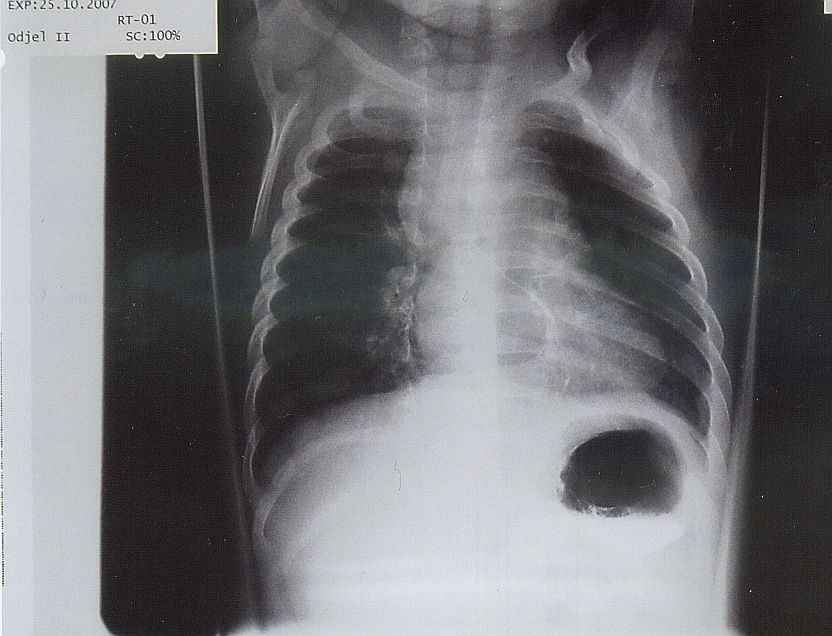 EXP:25.10.2007
RT-01
Odjel II SC:100%